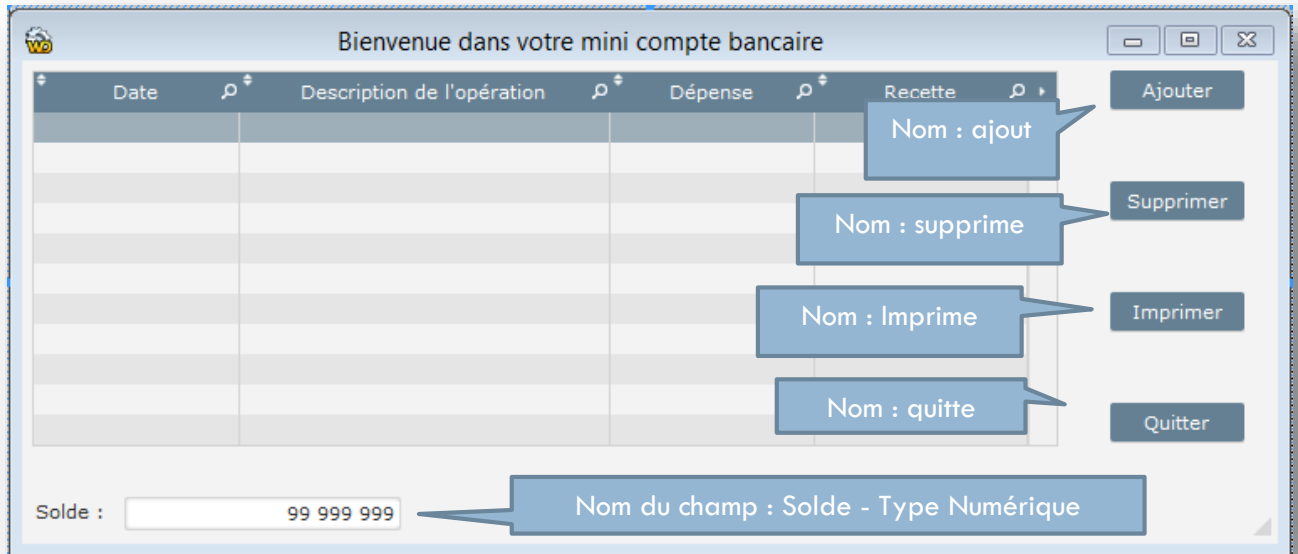 Bienvenue dans votre mini compte bancaire
Date Description de l'opération Dépense Recette
Ajouter
Nom : ajout
Supprimer
Nom : supprime
Imprimer
Nom : Imprime
Nom : quitte
Quitter
Solde : 99 999 999
Nom du champ : Solde - Type Numérique